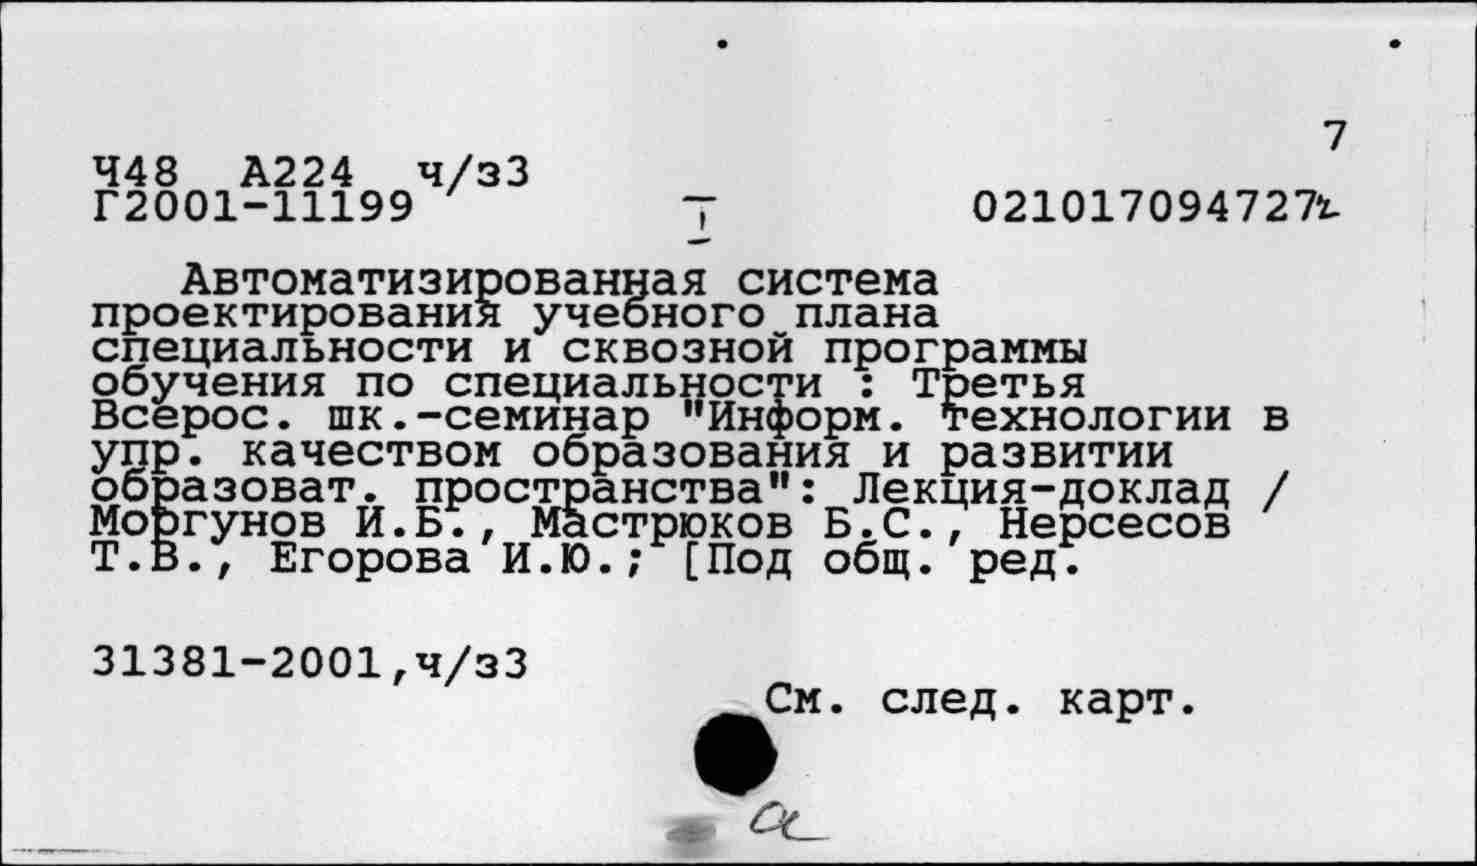 7
Ч48 А224 ч/з3
Г2001-11199 021017094727
Автоматизированная система
проектирования учебного плана
специальности и сквозной программы
обучения по специальности : Третья
Всерос. шк.-семинар "Информ. технологии в
упр. качеством образования и развитии
образоват. пространства": Лекция-доклад /
Моргунов И.Б., Мастрюков Б.С., Нерсесов
Т.В., Егорова И.Ю.; [Под общ. ред.
31381-2001,ч/з3
См. след. карт.